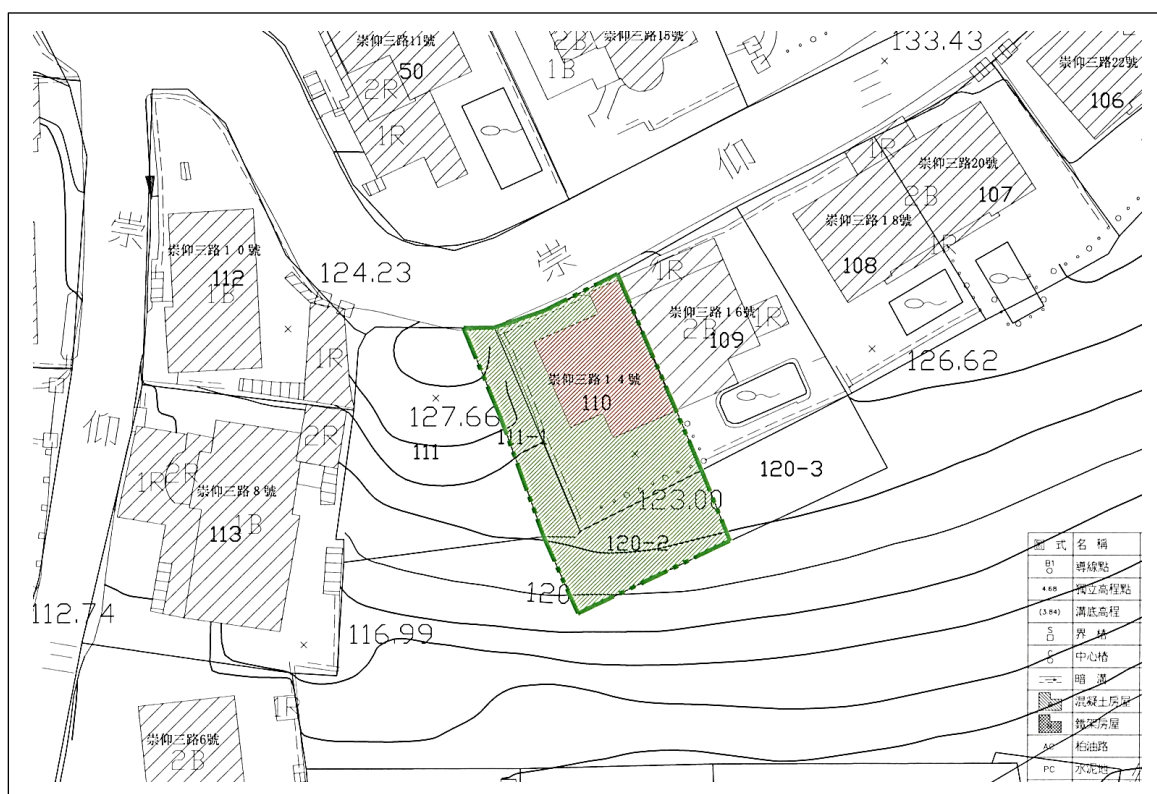 崇仰三路11號
50
2R
1R
2B
1B
崇仰三路15號
133.43
崇仰三路22號
106
仰
崇
1R
崇仰三路20號
107
2B
崇仰三路18號
108
1R
崇
崇仰三路10號
112
1B
124.23
1R
1R
崇仰三路16號
2B
1R
109
126.62
崇仰三路14號
110
127.66
111
111-1
仰
2R
1R
2R
崇仰三路8號
1B
113
120-3
123.00
120-2
120
112.74
116.99
1R
崇仰三路6號
2B
圖式 名稱
B1 導線點
4.68 獨立高程點
(3.84) 溝底高程
S 界樁
C 中心樁
暗溝
混凝土房屋
鐵架房屋
AC 柏油路
PC 水泥地